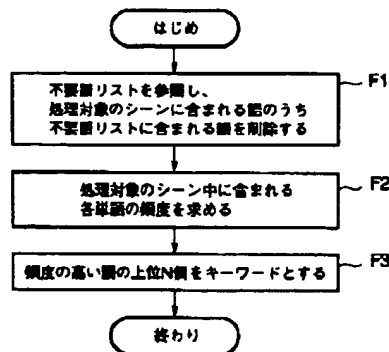 はじめ
不要語リストを参照し、
処理対象のシーンに含まれる語のうち
不要語リストに含まれる語を削除する
F1
処理対象のシーン中に含まれる
各単語の頻度を求める
F2
頻度の高い語の上位N個をキーワードとする
F3
終わり